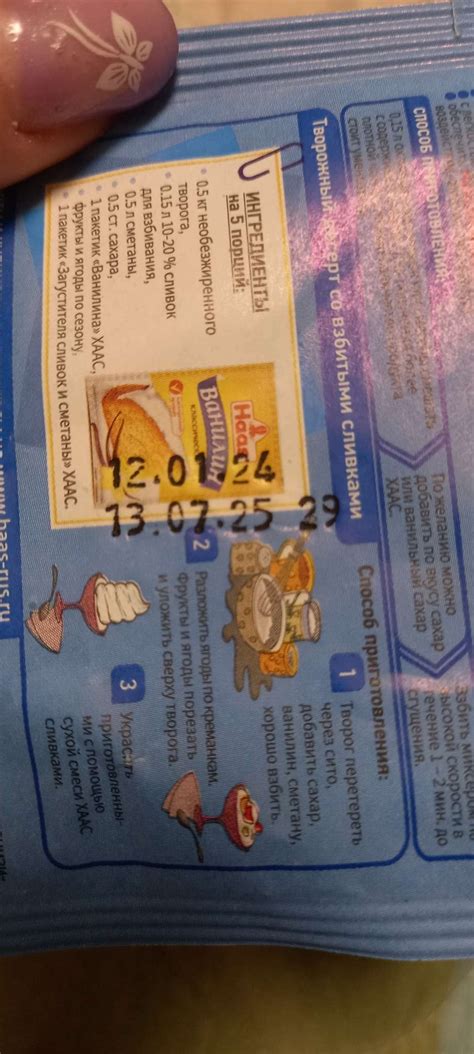 СПОСОБ ПРИГОТОВЛЕНИЯ:
0,15 л
По желанию можно
добавить по вкусу сахар
или ванильный сахар
ХААС.
высокой скорости в
течение 1 – 2 мин. до
сгущения.
Творожный десерт со взбитыми сливками
ИНГРЕДИЕНТЫ
на 5 порций:
• 0,5 кг необезжиренного
творога,
• 0,15 л 10-20 % сливок
для взбивания,
• 0,5 л сметаны,
• 0,5 ст. сахара,
• 1 пакетик «Ванилина» ХААС,
• фрукты и ягоды по сезону,
• 1 пакетик «Загустителя сливок и сметаны» ХААС.
Haas
Ванилин
классический
12.01 24
13.07.25 29
Способ приготовления:
1
Творог перетереть
через сито,
добавить сахар,
ванилин, сметану,
хорошо взбить.
2
Разложить ягоды по креманкам,
фрукты и ягоды порезать
и уложить сверху творога.
3
Украсить
приготовленны-
ми с помощью
сухой смеси ХААС
сливками.
www.haas-rus.ru